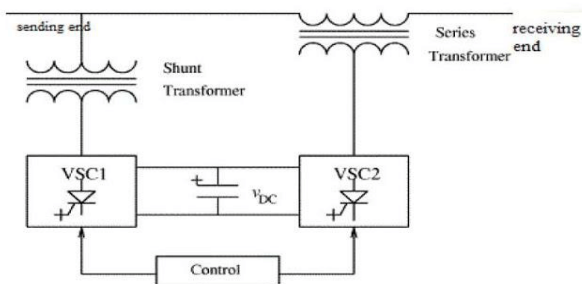 sending end
Series
Transformer
receiving
end
Shunt
Transformer
VSC1
+
vDC
VSC2
Control